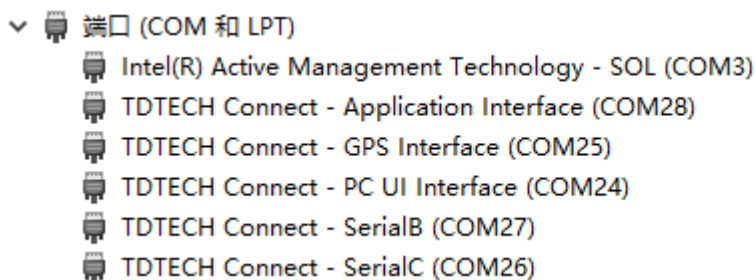 端口 (COM 和 LPT)
Intel(R) Active Management Technology - SOL (COM3)
TDTECH Connect - Application Interface (COM28)
TDTECH Connect - GPS Interface (COM25)
TDTECH Connect - PC UI Interface (COM24)
TDTECH Connect - SerialB (COM27)
TDTECH Connect - SerialC (COM26)